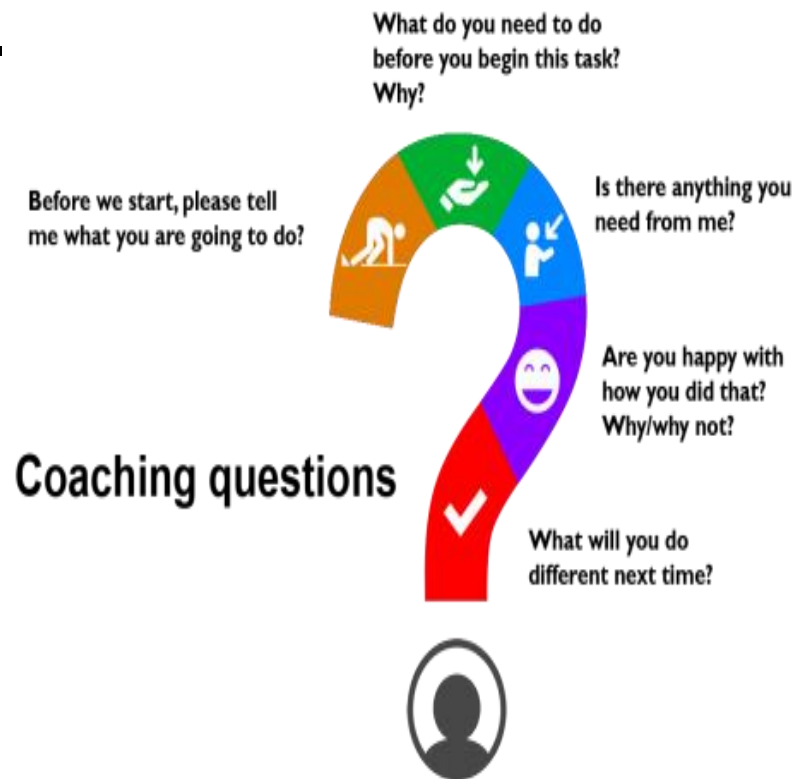 What do you need to do
before you begin this task?
Why?
Before we start, please tell
me what you are going to do?
Is there anything you
need from me?
Are you happy with
how you did that?
Why/why not?
Coaching questions
What will you do
different next time?